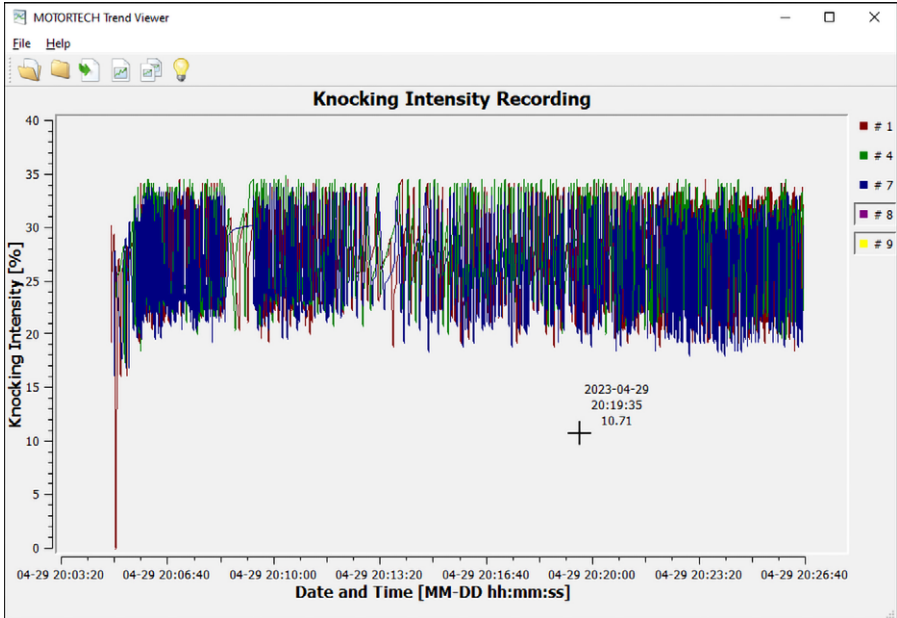 MOTORTECH Trend Viewer
File Help
Knocking Intensity Recording
Knocking Intensity [%]
40
35
30
25
20
15
10
5
0
# 1
# 4
# 7
# 8
# 9
2023-04-29
20:19:35
10.71
04-29 20:03:20 04-29 20:06:40 04-29 20:10:00 04-29 20:13:20 04-29 20:16:40 04-29 20:20:00 04-29 20:23:20 04-29 20:26:40
Date and Time [MM-DD hh:mm:ss]